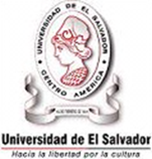 UNIVERSIDAD DE EL SALVADOR
CENTRO AMERICA
Universidad de El Salvador
Hacia la libertad por la cultura